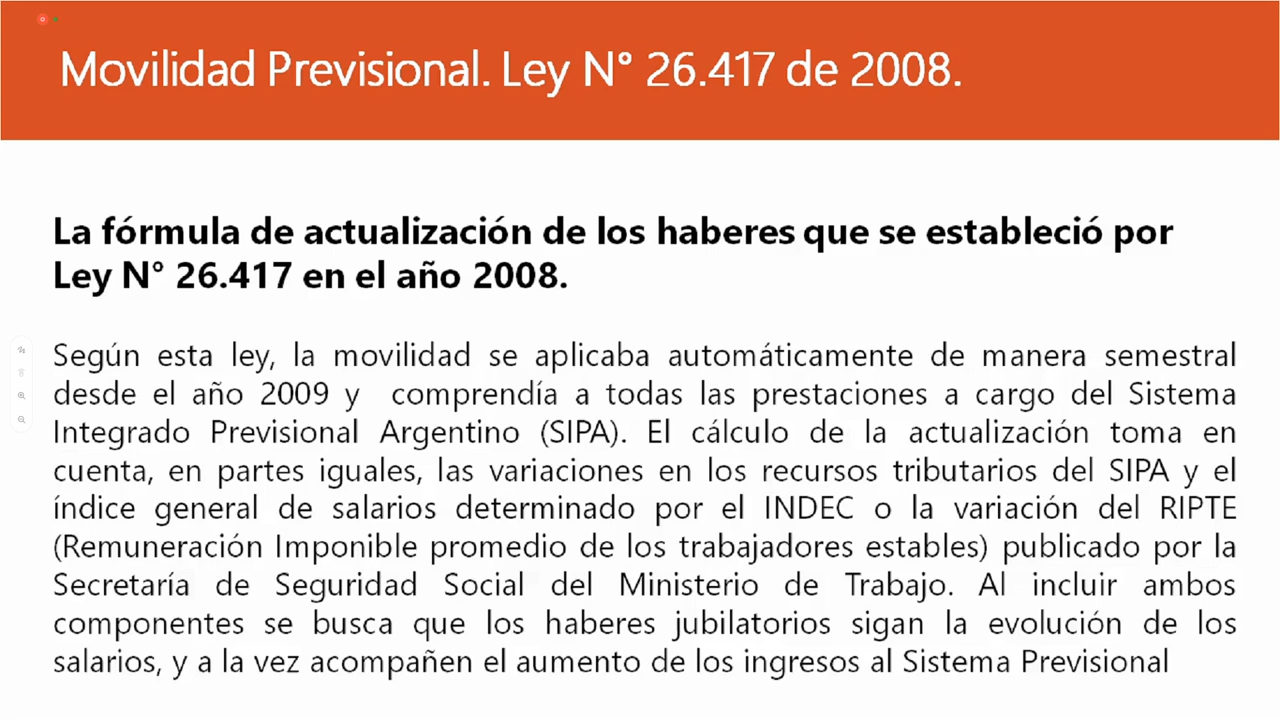 Movilidad Previsional. Ley N° 26.417 de 2008.
La fórmula de actualización de los haberes que se estableció por
Ley N° 26.417 en el año 2008.
Según esta ley, la movilidad se aplicaba automáticamente de manera semestral
desde el año 2009 y comprendía a todas las prestaciones a cargo del Sistema
Integrado Previsional Argentino (SIPA). El cálculo de la actualización toma en
cuenta, en partes iguales, las variaciones en los recursos tributarios del SIPA y el
índice general de salarios determinado por el INDEC o la variación del RIPTE
(Remuneración Imponible promedio de los trabajadores estables) publicado por la
Secretaría de Seguridad Social del Ministerio de Trabajo. Al incluir ambos
componentes se busca que los haberes jubilatorios sigan la evolución de los
salarios, y a la vez acompañen el aumento de los ingresos al Sistema Previsional